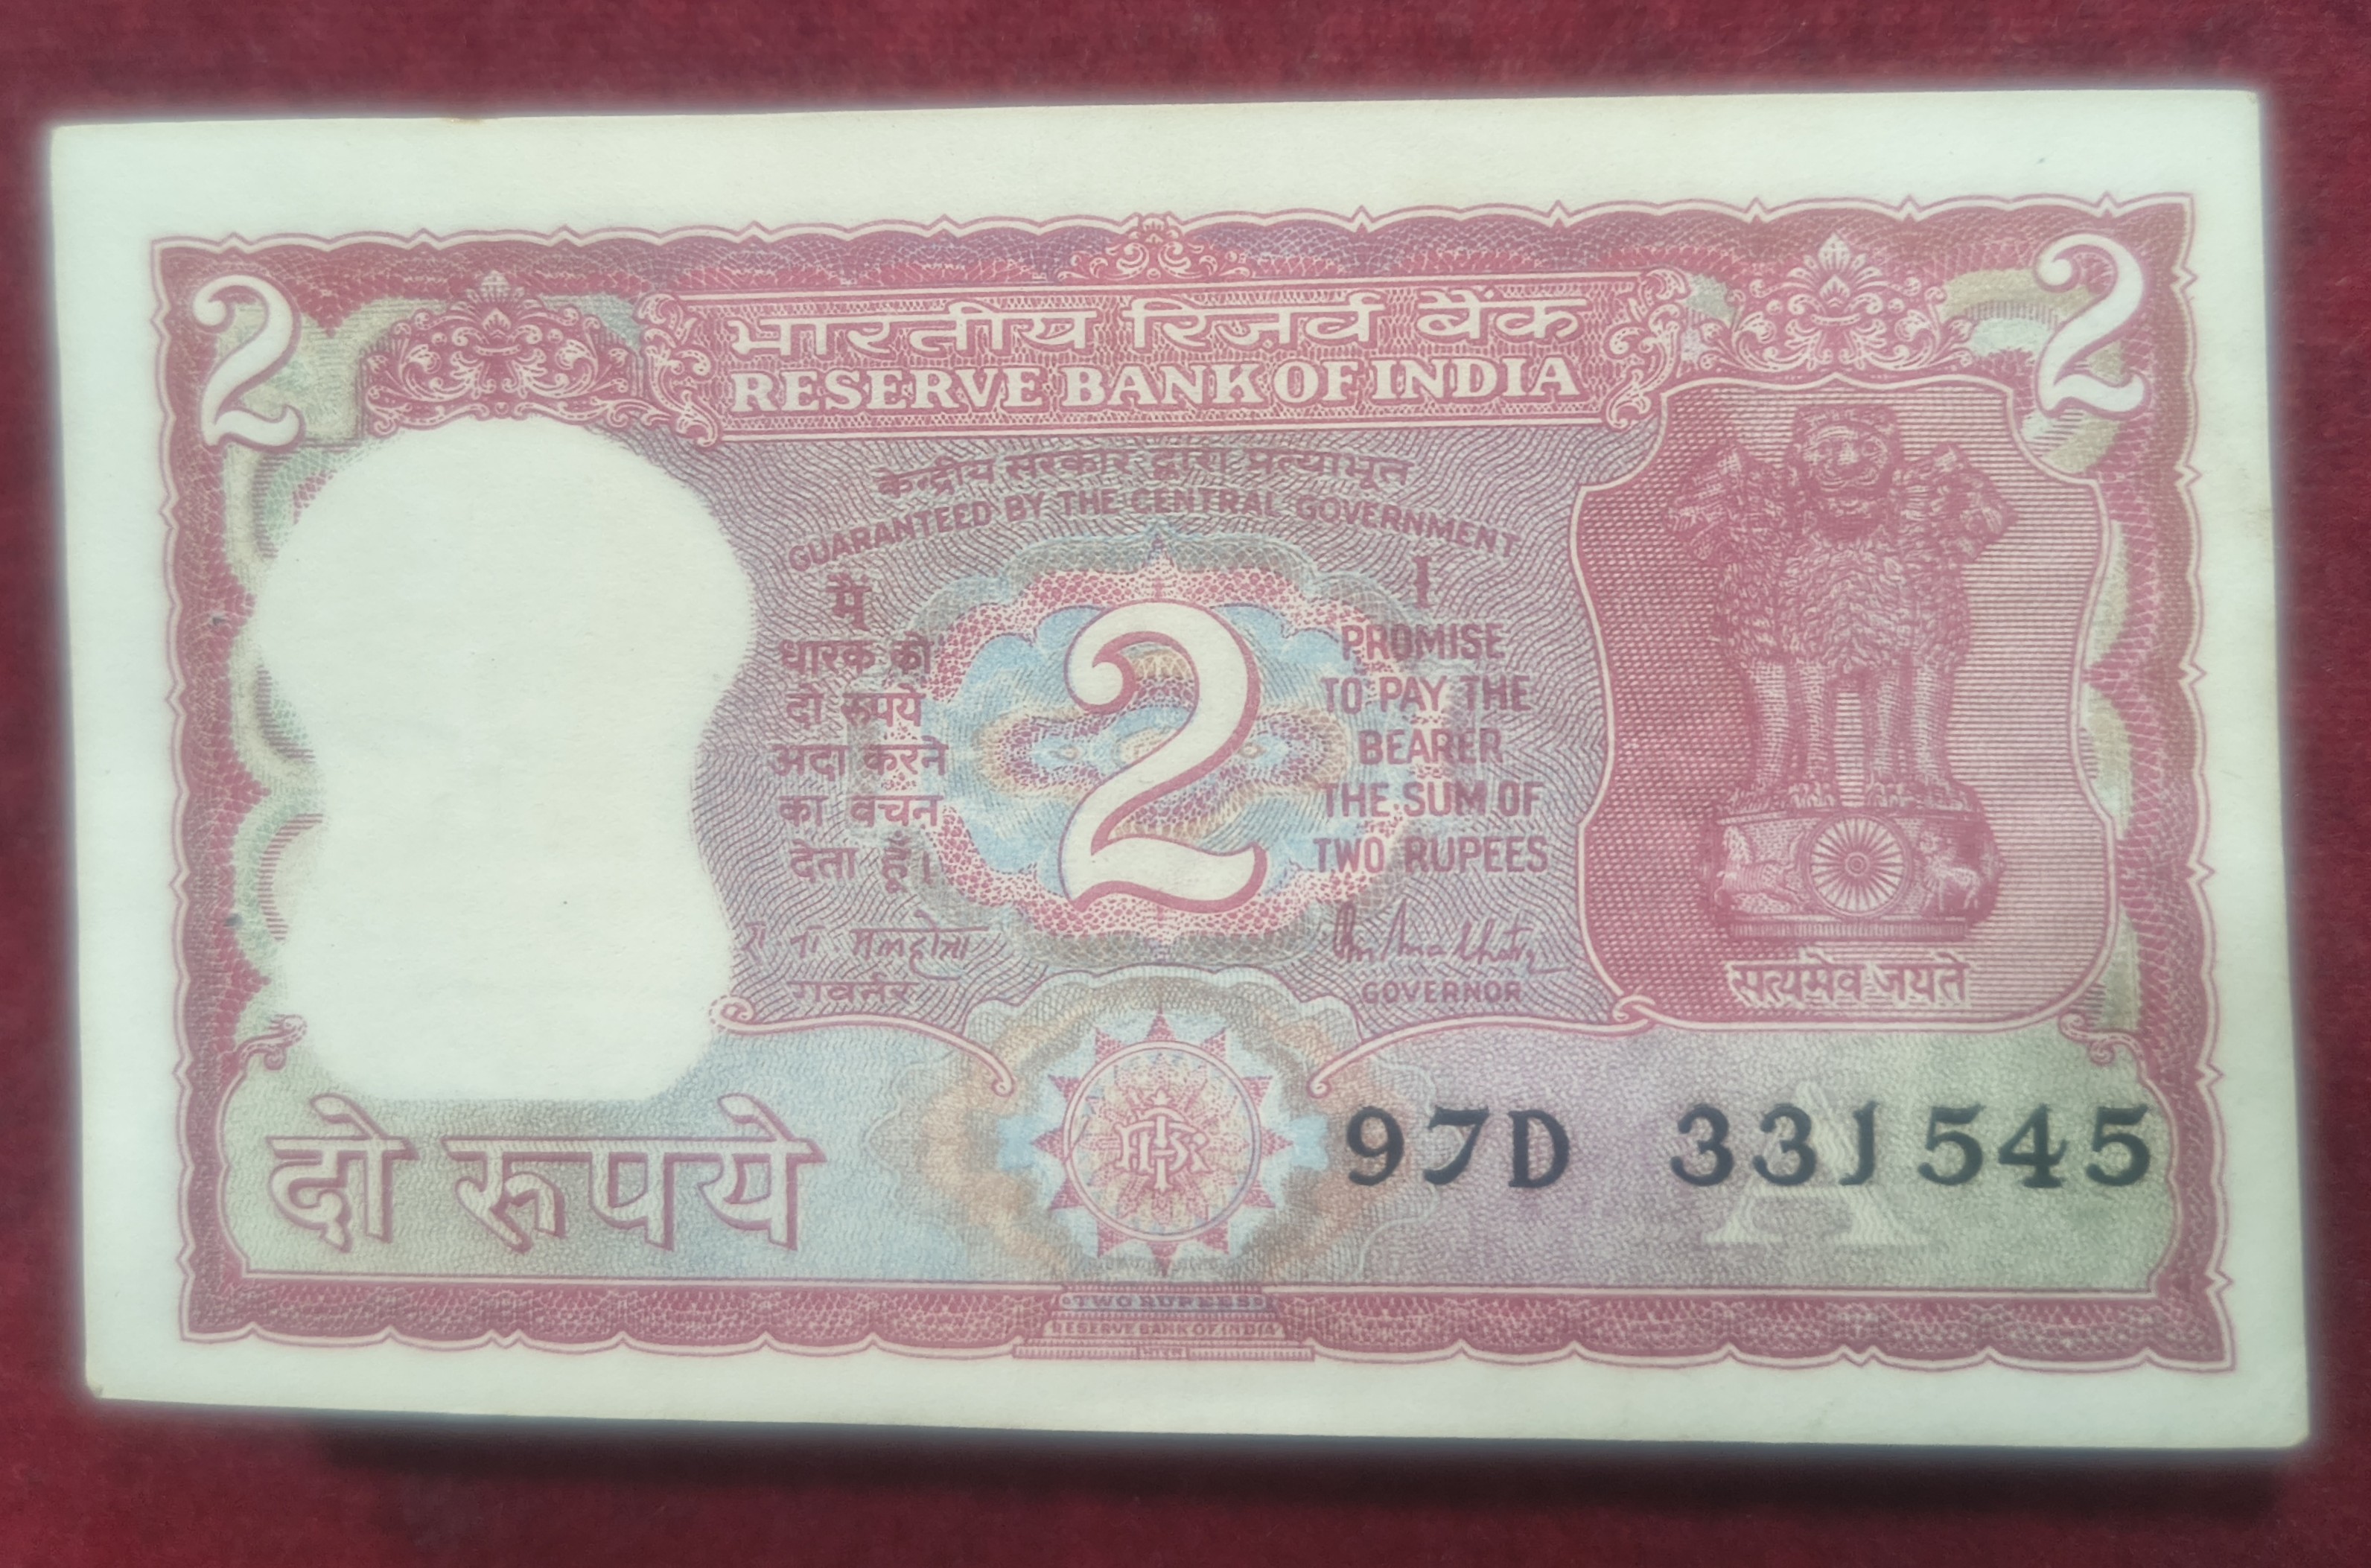 2
2
भारतीय रिज़र्व बैंक
RESERVE BANK OF INDIA
केन्द्रीय सरकार द्वारा प्रत्याभूत
GUARANTEED BY THE CENTRAL GOVERNMENT
मैं
धारक को
दो रुपये
अदा करने
का वचन
देता हूँ।
2
I
PROMISE
TO PAY THE
BEARER
THE SUM OF
TWO RUPEES
गवर्नर
GOVERNOR
सत्यमेव जयते
दो रुपये
97D 331545
A
TWO RUPEES
RESERVE BANK OF INDIA